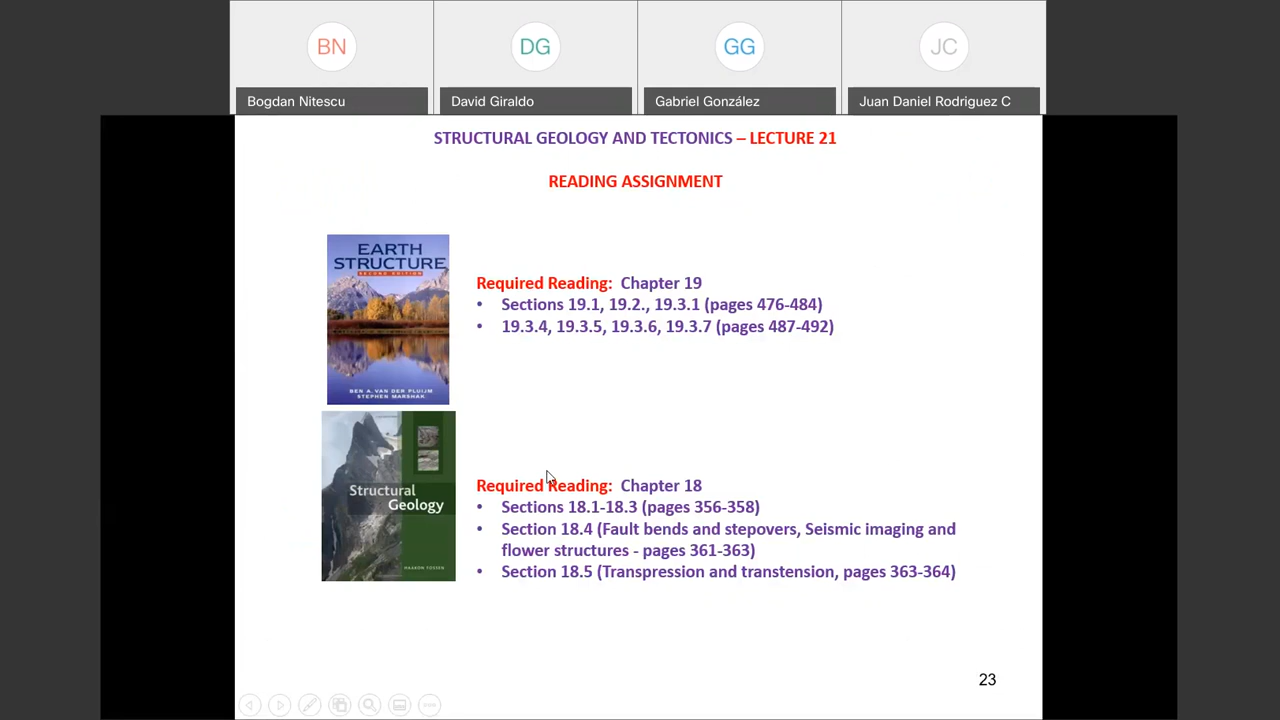 BN
DG
GG
JC
Bogdan Nitescu
David Giraldo
Gabriel González
Juan Daniel Rodriguez C
STRUCTURAL GEOLOGY AND TECTONICS – LECTURE 21
READING ASSIGNMENT
EARTH
STRUCTURE
SECOND EDITION
BEN A. VAN DER PLUIJM
STEPHEN MARSHAK
Required Reading: Chapter 19
• Sections 19.1, 19.2., 19.3.1 (pages 476-484)
• 19.3.4, 19.3.5, 19.3.6, 19.3.7 (pages 487-492)
Structural
Geology
HAAKON FOSSEN
Required Reading: Chapter 18
• Sections 18.1-18.3 (pages 356-358)
• Section 18.4 (Fault bends and stepovers, Seismic imaging and
flower structures - pages 361-363)
• Section 18.5 (Transpression and transtension, pages 363-364)
23